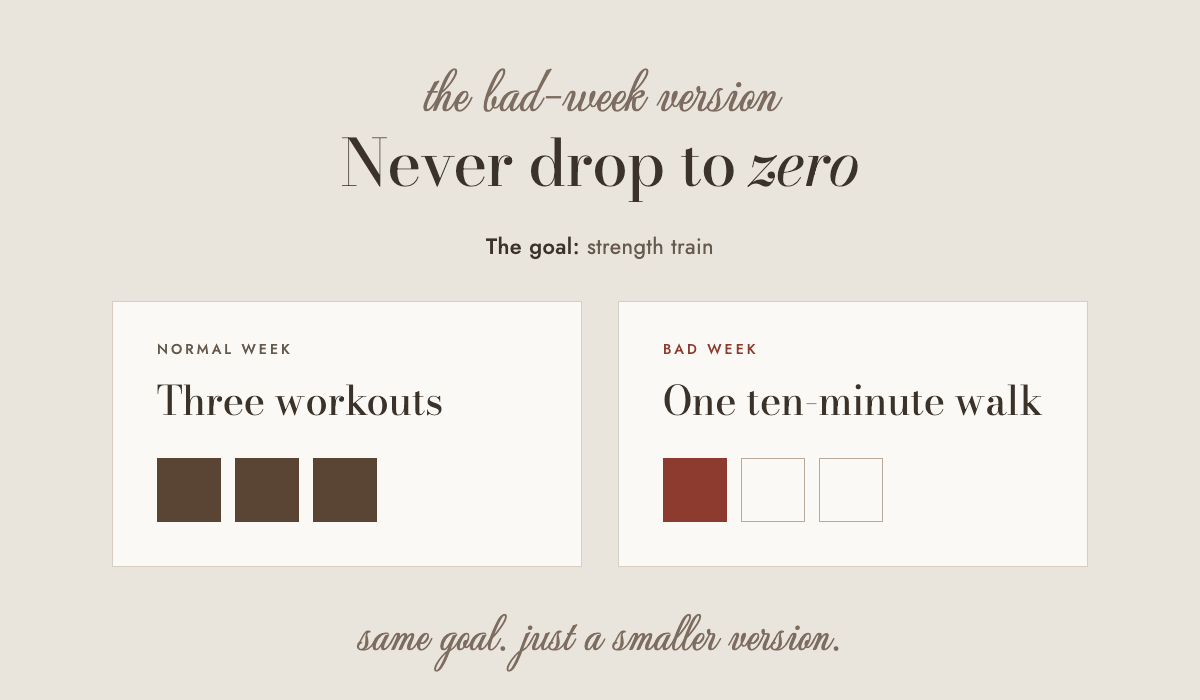 the bad-week version
Never drop to zero
The goal: strength train
NORMAL WEEK
Three workouts
BAD WEEK
One ten-minute walk
same goal. just a smaller version.